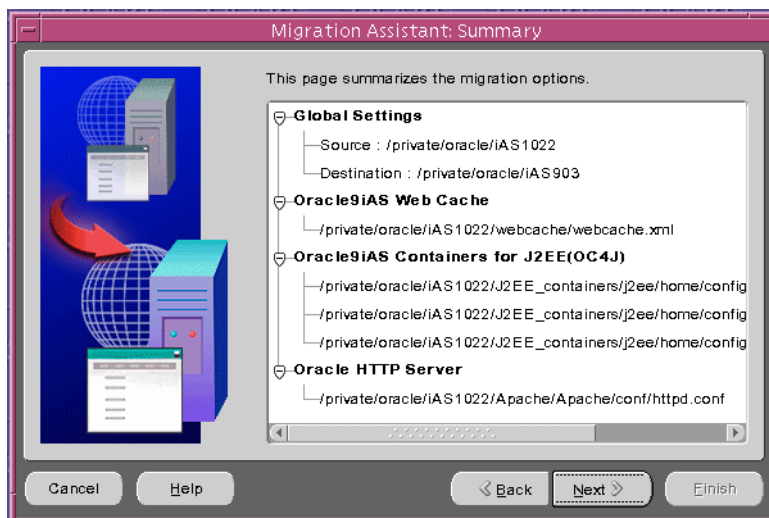 Migration Assistant: Summary
This page summarizes the migration options.
Global Settings
Source : /private/oracle/iAS1022
Destination : /private/oracle/iAS903
Oracle9iAS Web Cache
/private/oracle/iAS1022/webcache/webcache.xml
Oracle9iAS Containers for J2EE(OC4J)
/private/oracle/iAS1022/J2EE_containers/j2ee/home/config
/private/oracle/iAS1022/J2EE_containers/j2ee/home/config
/private/oracle/iAS1022/J2EE_containers/j2ee/home/config
Oracle HTTP Server
/private/oracle/iAS1022/Apache/Apache/conf/httpd.conf
Cancel Help Back Next Finish